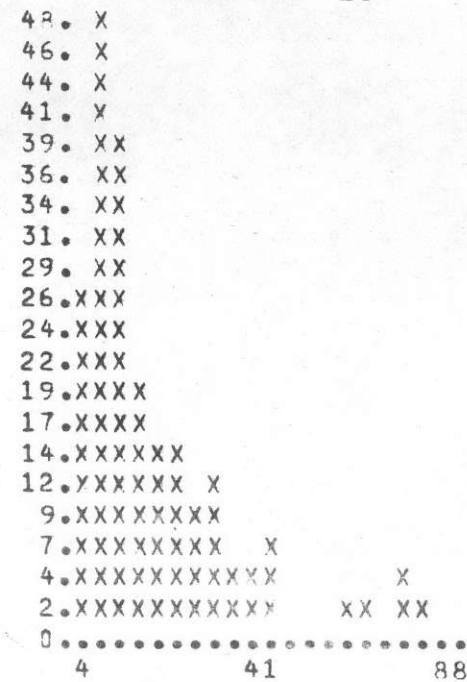 48. X
46. X
44. X
41. X
39. XX
36. XX
34. XX
31. XX
29. XX
26.XXX
24.XXX
22.XXX
19.XXXX
17.XXXX
14.XXXXXX
12.XXXXXX X
9.XXXXXXXX
7.XXXXXXXX  X
4.XXXXXXXXXXX      X
2.XXXXXXXXXXX   XX XX
0......................
4 41 88